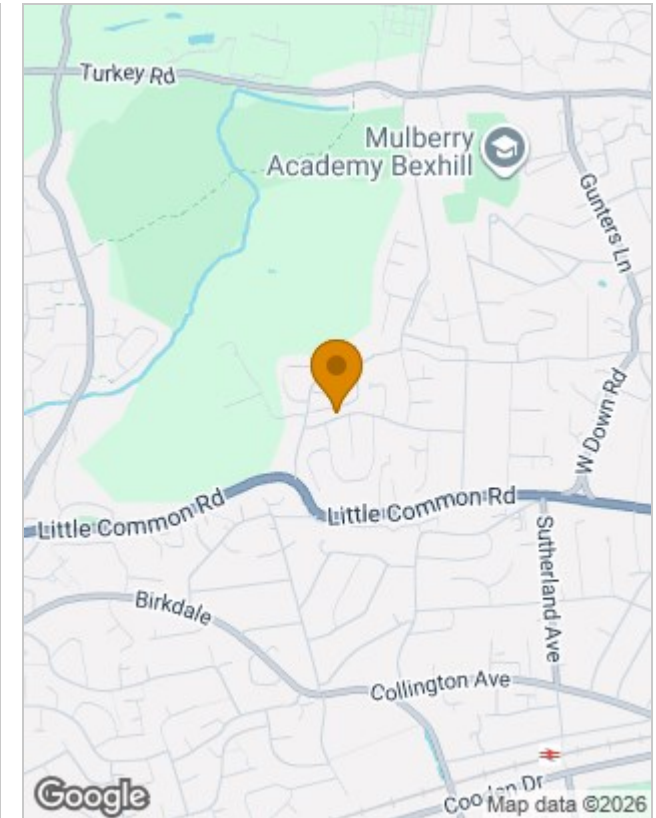 Turkey Rd
Mulberry
Academy Bexhill
Gunters Ln
W Down Rd
Little Common Rd
Little Common Rd
Sutherland Ave
Birkdale
Collington Ave
Google
Map data ©2026